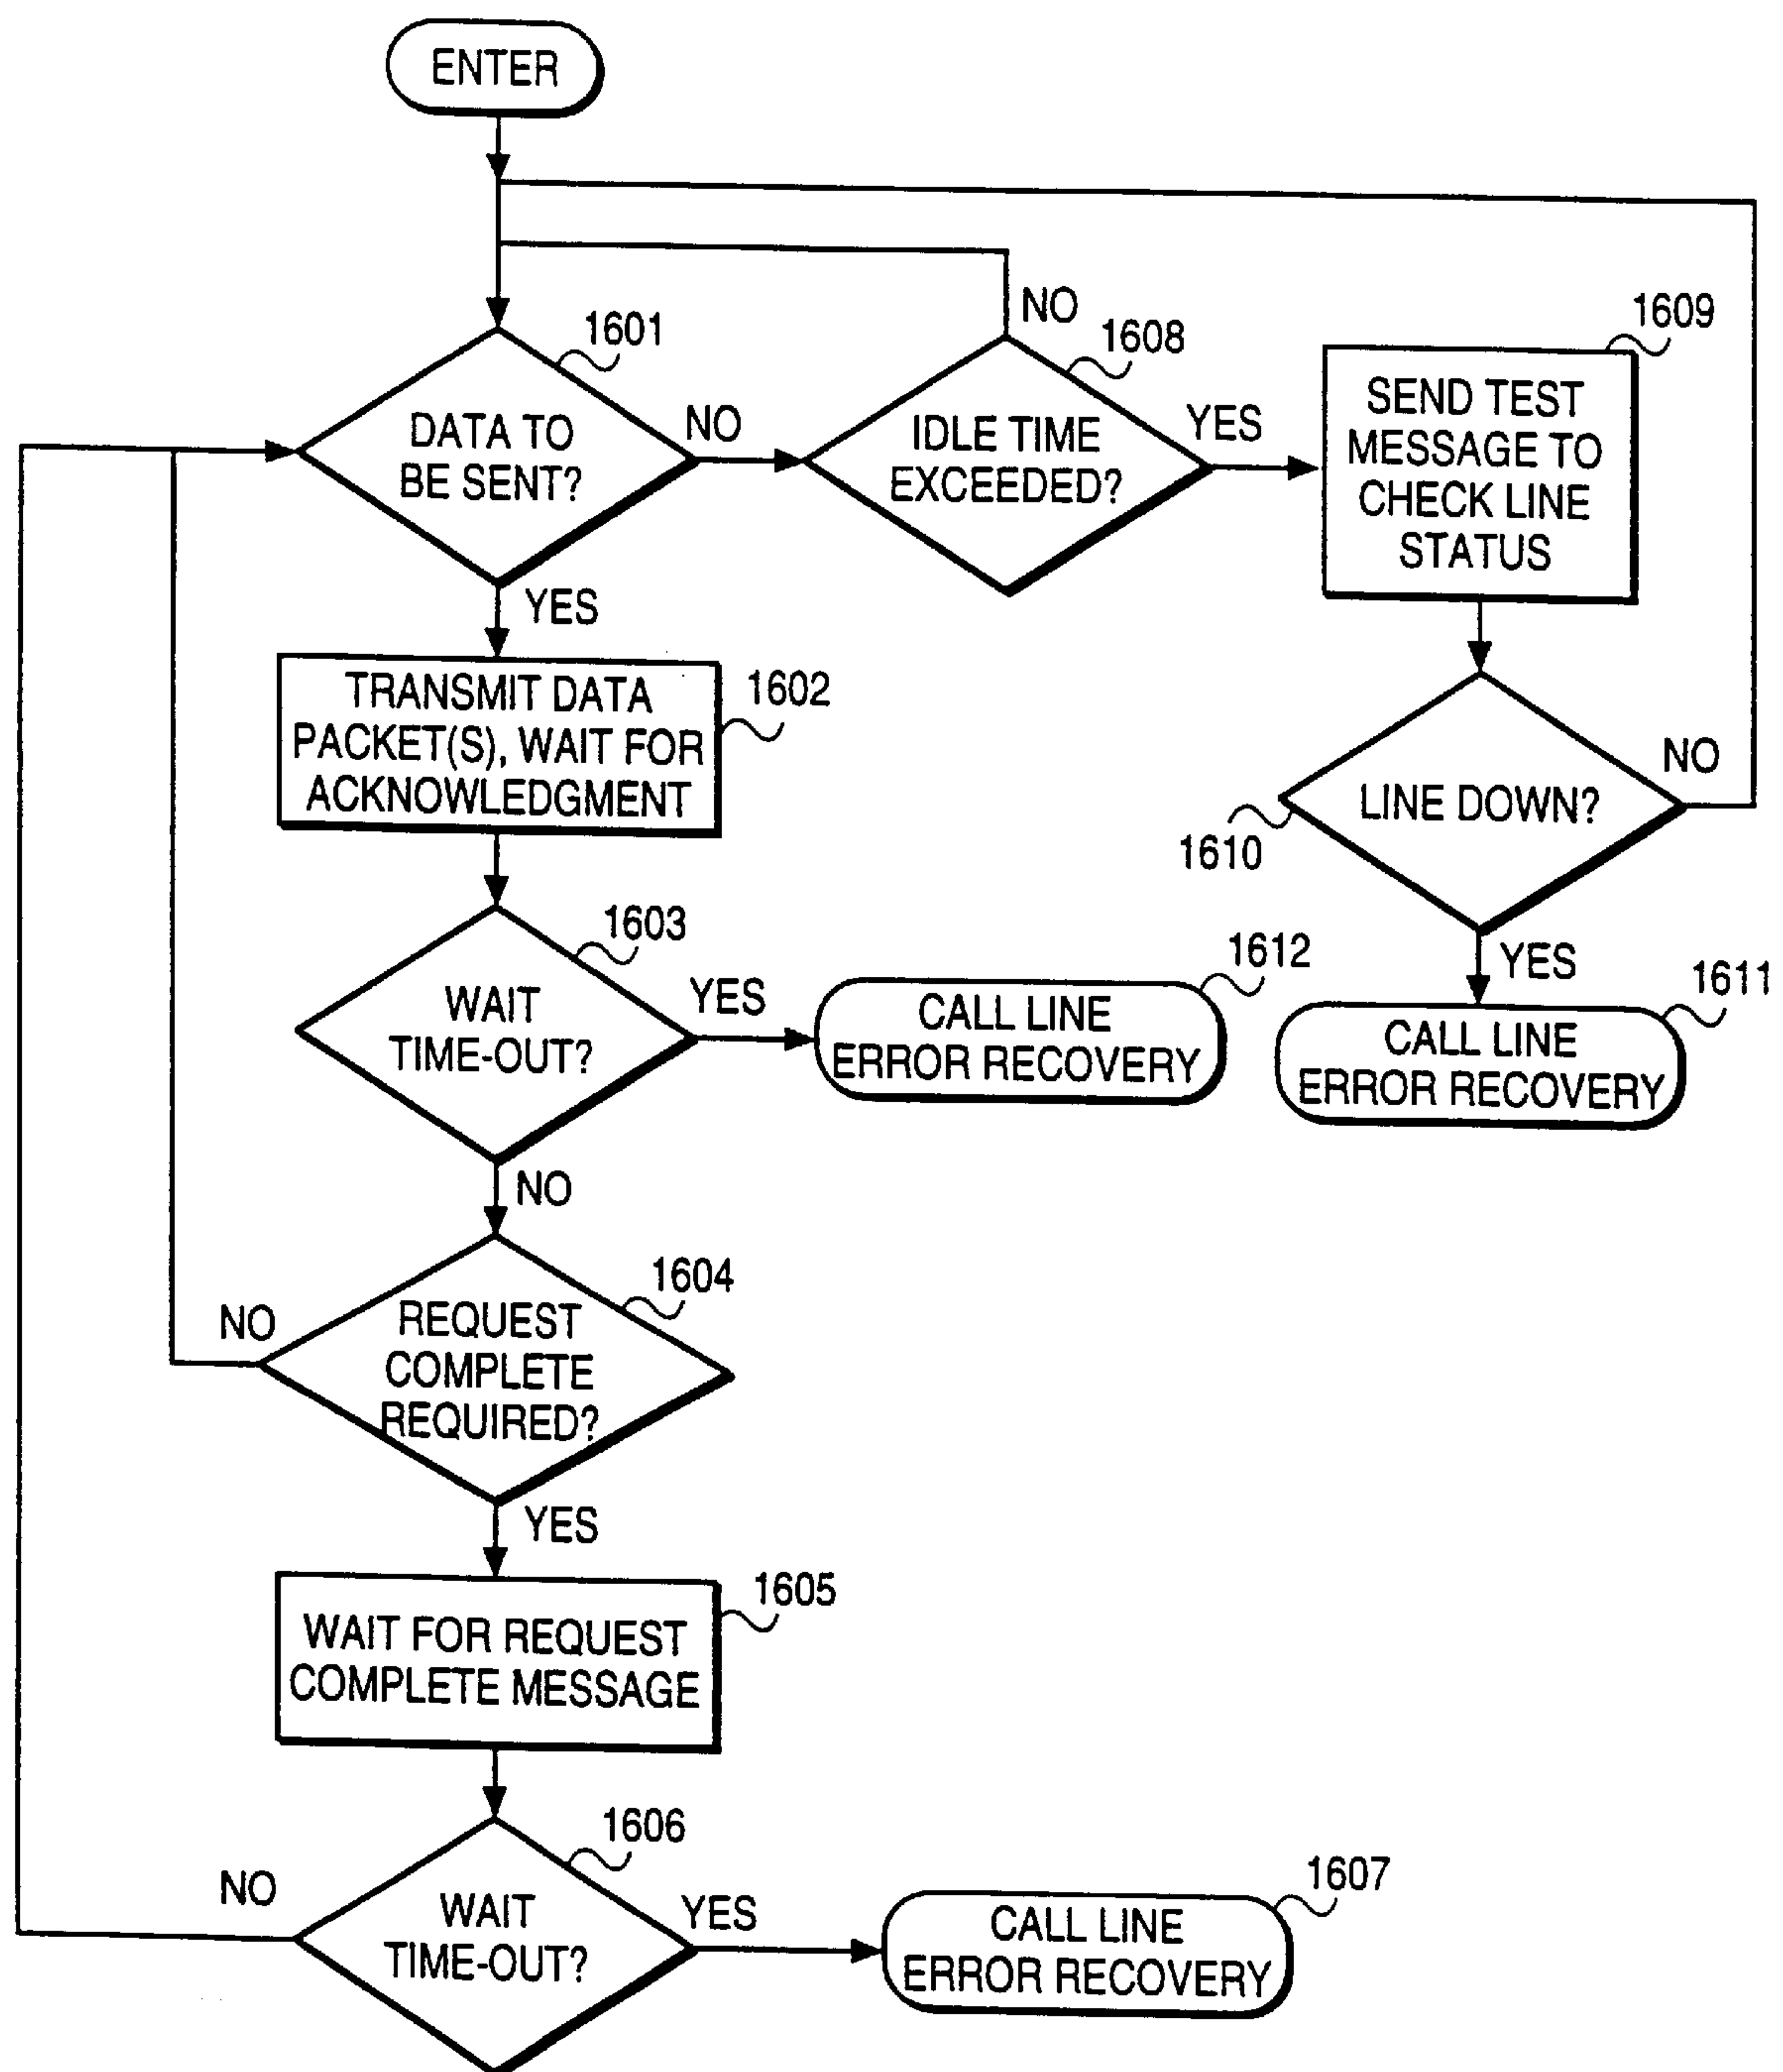 ENTER
1601
DATA TO
BE SENT?
NO
YES
1608
IDLE TIME
EXCEEDED?
NO
YES
1609
SEND TEST
MESSAGE TO
CHECK LINE
STATUS
1602
TRANSMIT DATA
PACKET(S), WAIT FOR
ACKNOWLEDGMENT
1610
LINE DOWN?
NO
YES
1611
CALL LINE
ERROR RECOVERY
1603
WAIT
TIME-OUT?
YES
NO
1612
CALL LINE
ERROR RECOVERY
1604
REQUEST
COMPLETE
REQUIRED?
NO
YES
1605
WAIT FOR REQUEST
COMPLETE MESSAGE
1606
WAIT
TIME-OUT?
NO
YES
1607
CALL LINE
ERROR RECOVERY